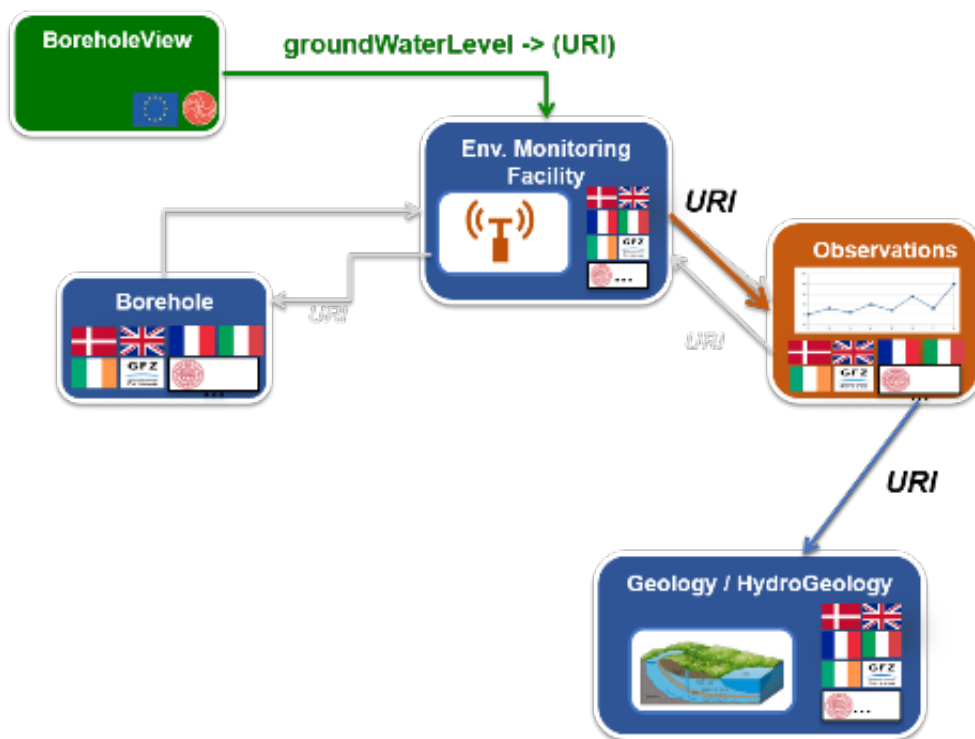 BoreholeView
groundWaterLevel -> (URI)
Env. Monitoring
Facility
GFZ
...
URI
Observations
GFZ
...
URI
Borehole
GFZ
...
URI
URI
Geology / HydroGeology
GFZ
...